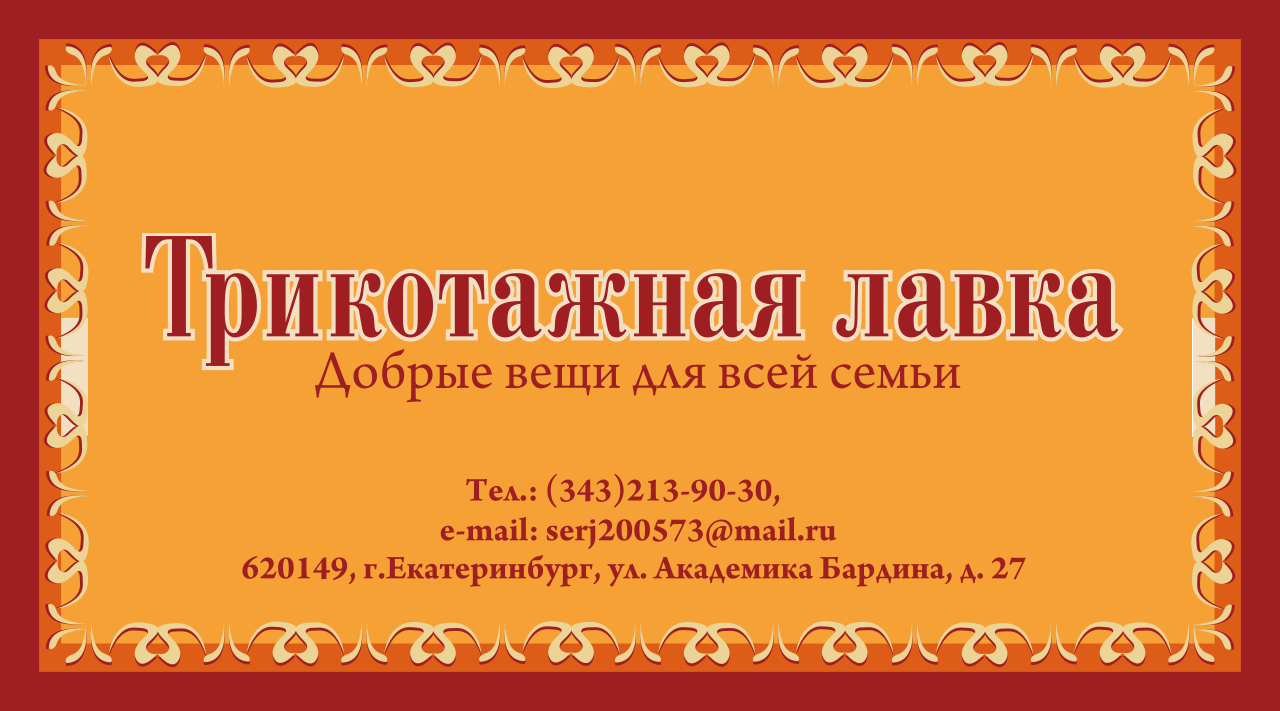 Трикотажная лавка
Добрые вещи для всей семьи
Тел.: (343)213-90-30,
e-mail: serj200573@mail.ru
620149, г.Екатеринбург, ул. Академика Бардина, д. 27